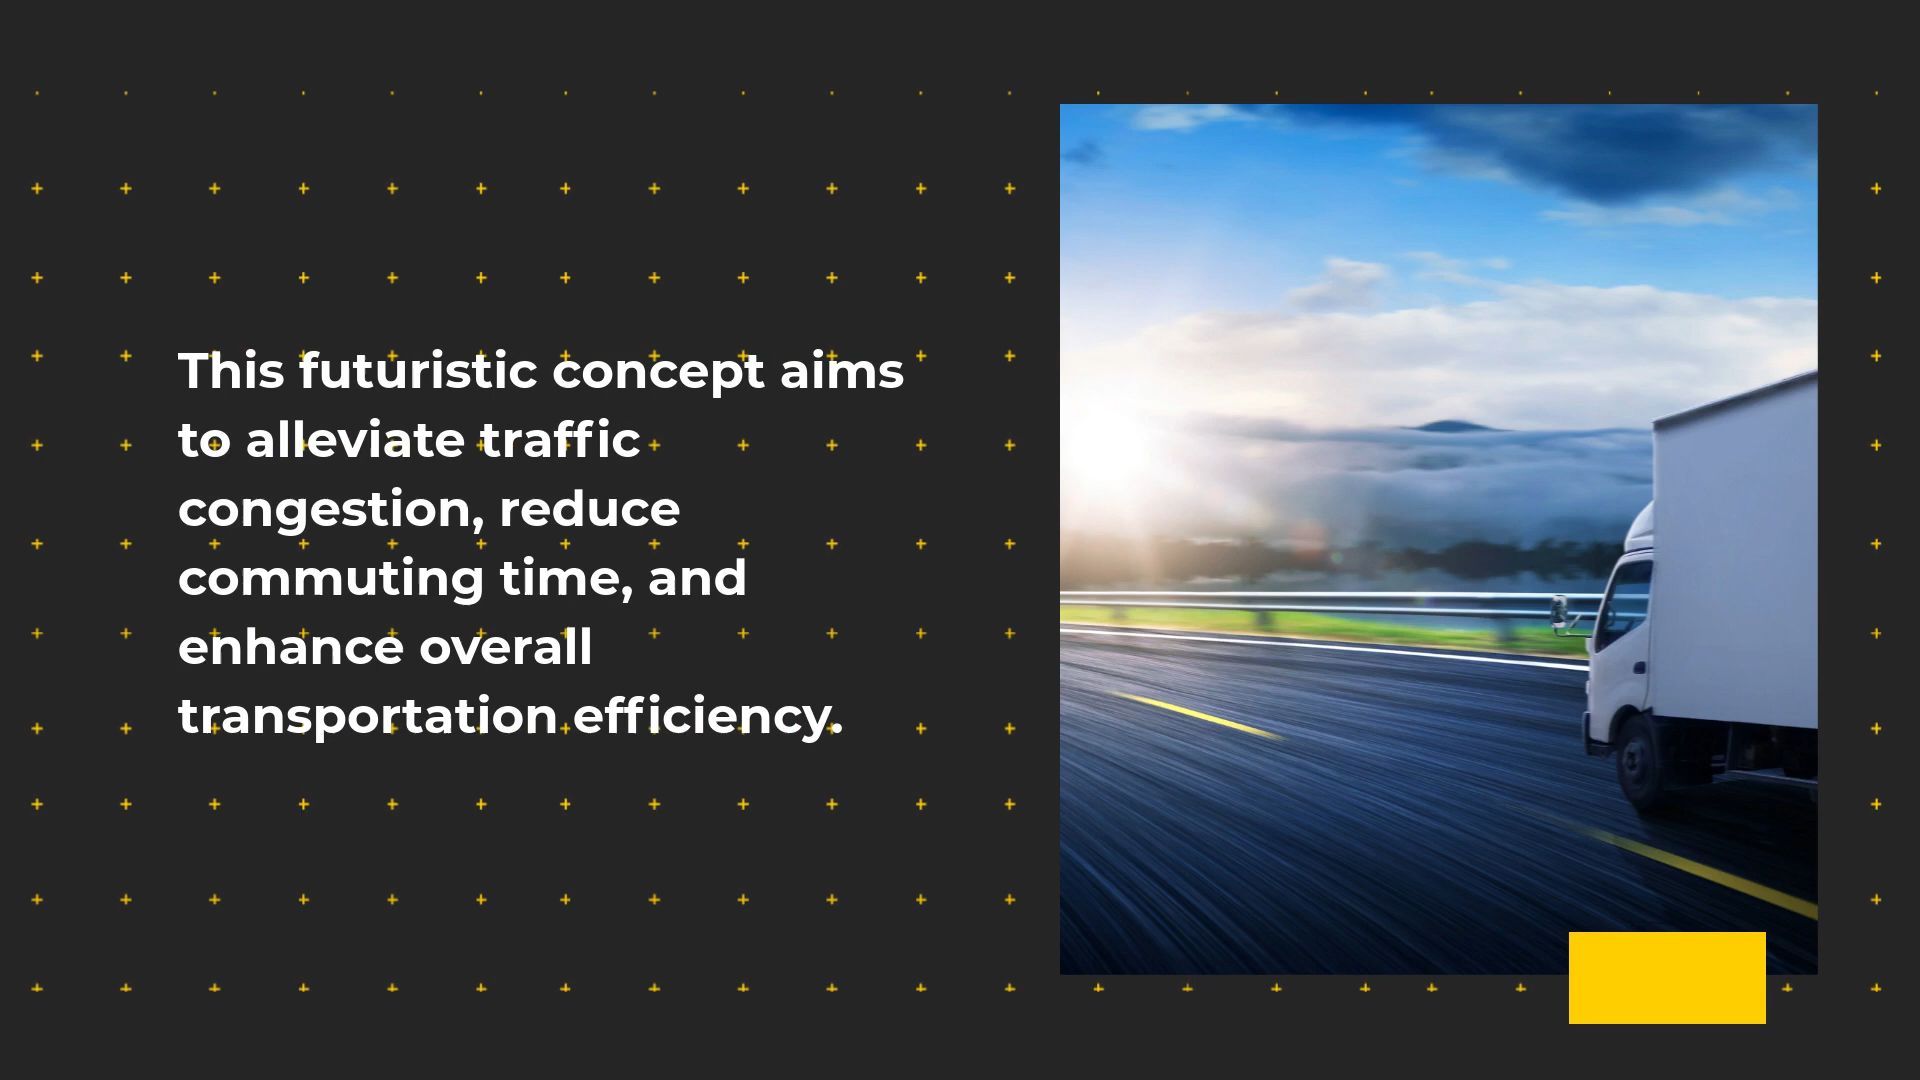 This futuristic concept aims
to alleviate traffic
congestion, reduce
commuting time, and
enhance overall
transportation efficiency.